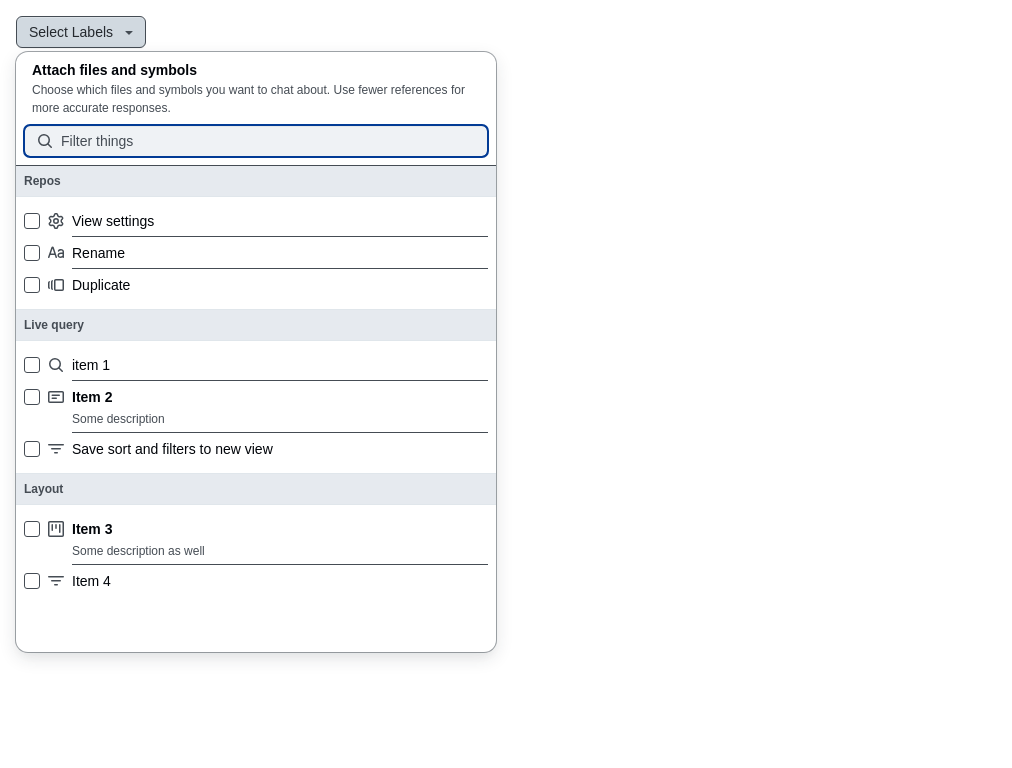 Select Labels
Attach files and symbols
Choose which files and symbols you want to chat about. Use fewer references for
more accurate responses.
Filter things
Repos
View settings
Rename
Duplicate
Live query
item 1
Item 2
Some description
Save sort and filters to new view
Layout
Item 3
Some description as well
Item 4